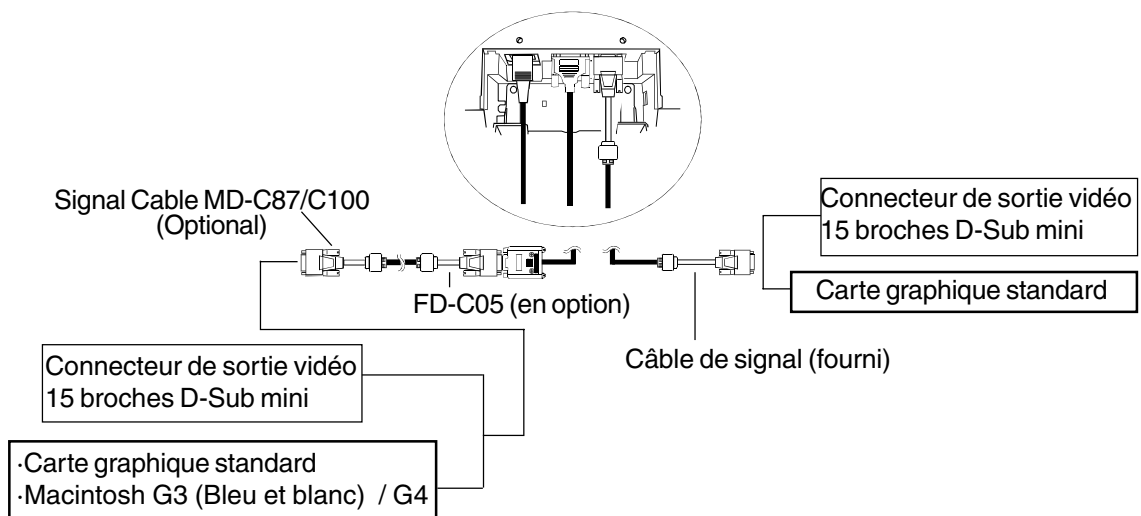 Signal Cable MD-C87/C100
(Optional)
FD-C05 (en option)
Connecteur de sortie vidéo
15 broches D-Sub mini
Carte graphique standard
Câble de signal (fourni)
Connecteur de sortie vidéo
15 broches D-Sub mini
·Carte graphique standard
·Macintosh G3 (Bleu et blanc) / G4